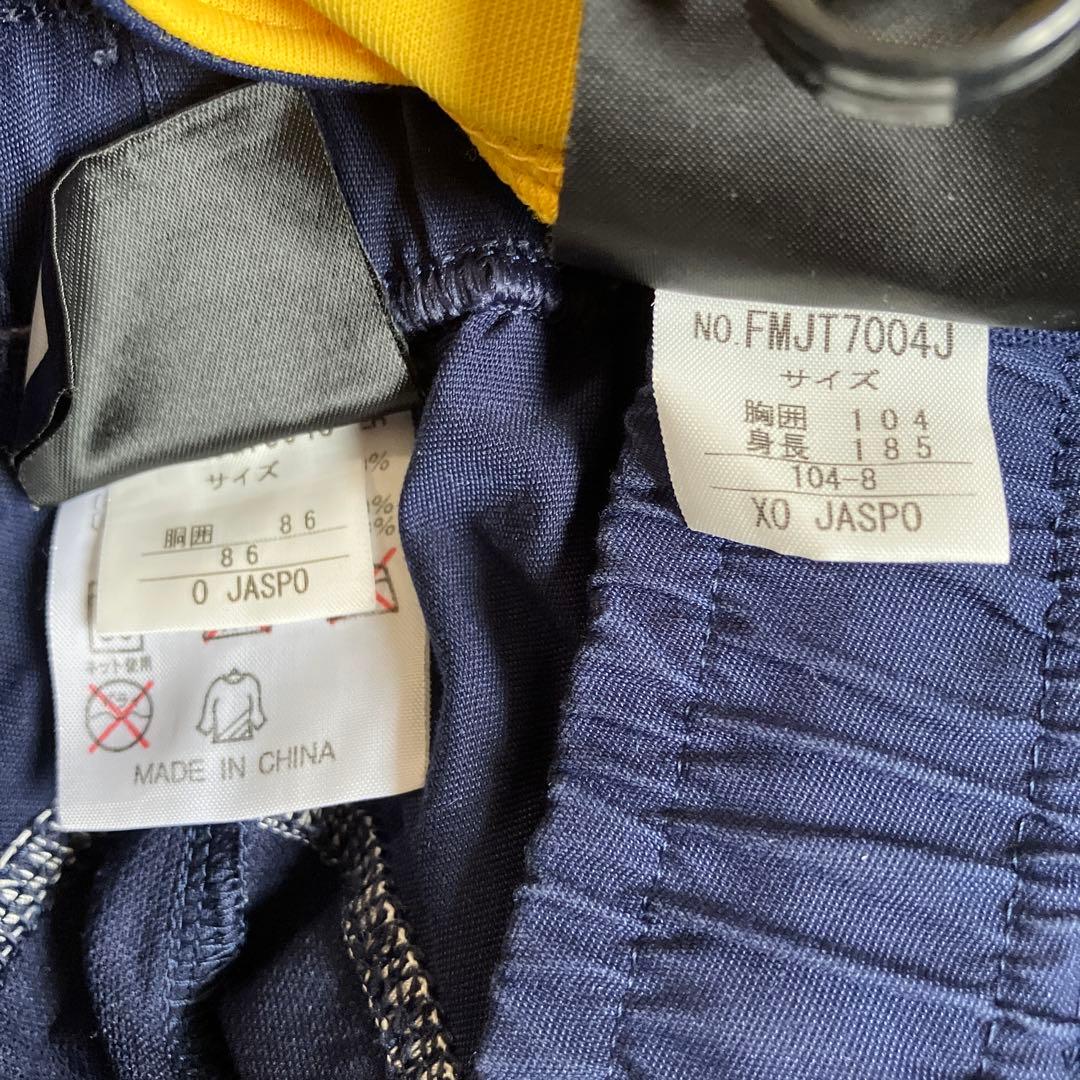 サイズ
胴囲 86
86
O JASPO
ネット使用
MADE IN CHINA
NO.FMJT7004J
サイズ
胸囲 104
身長 185
104-8
XO JASPO